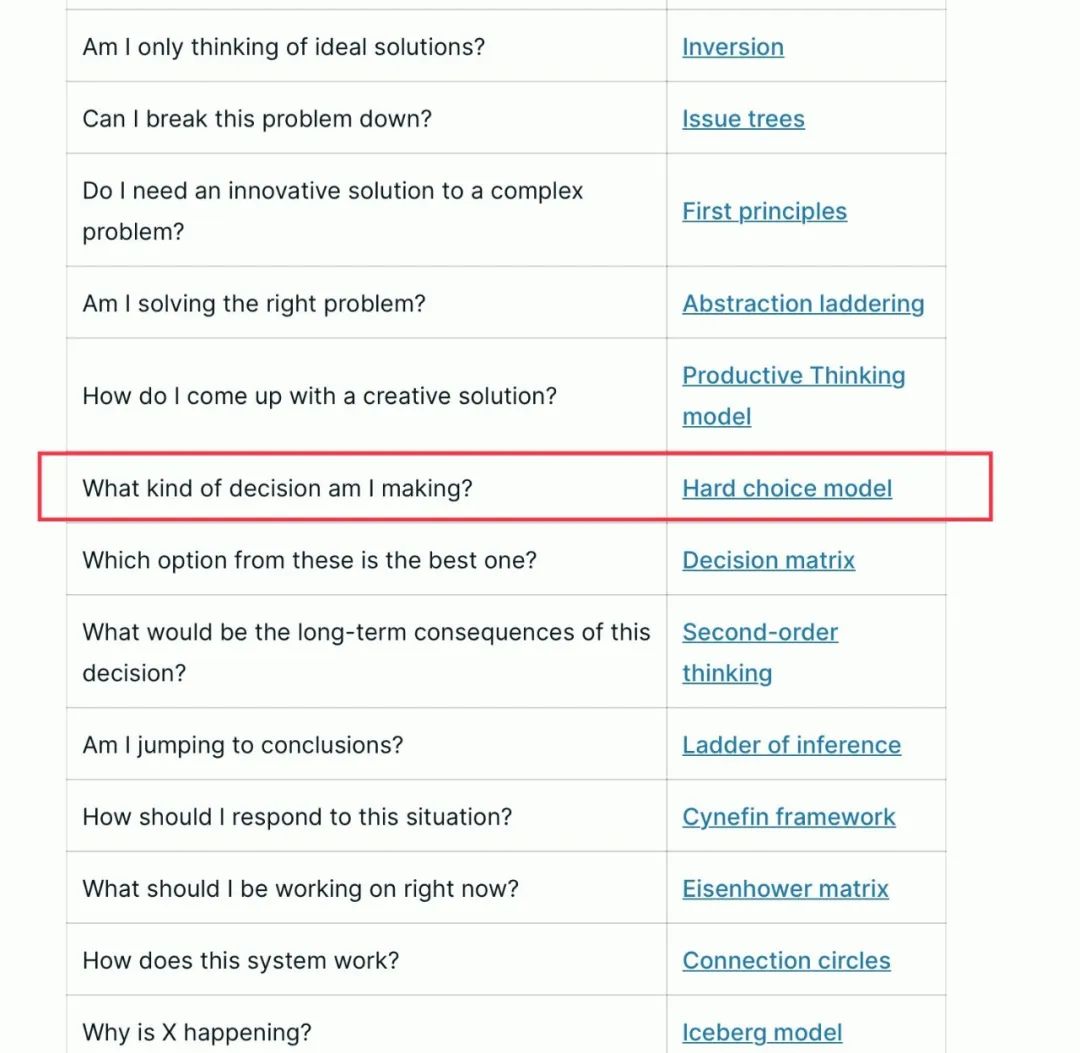 Am I only thinking of ideal solutions?
Inversion
Can I break this problem down?
Issue trees
Do I need an innovative solution to a complex
problem?
First principles
Am I solving the right problem?
Abstraction laddering
How do I come up with a creative solution?
Productive Thinking
model
What kind of decision am I making?
Hard choice model
Which option from these is the best one?
Decision matrix
What would be the long-term consequences of this
decision?
Second-order
thinking
Am I jumping to conclusions?
Ladder of inference
How should I respond to this situation?
Cynefin framework
What should I be working on right now?
Eisenhower matrix
How does this system work?
Connection circles
Why is X happening?
Iceberg model